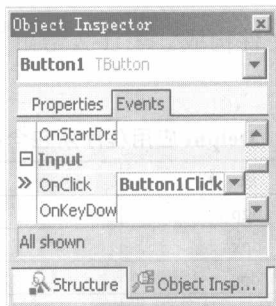 Object Inspector
Button1 TButton
Properties Events
OnStartDra
Input
OnClick Button1Click
OnKeyDow
All shown
Structure Object Insp...